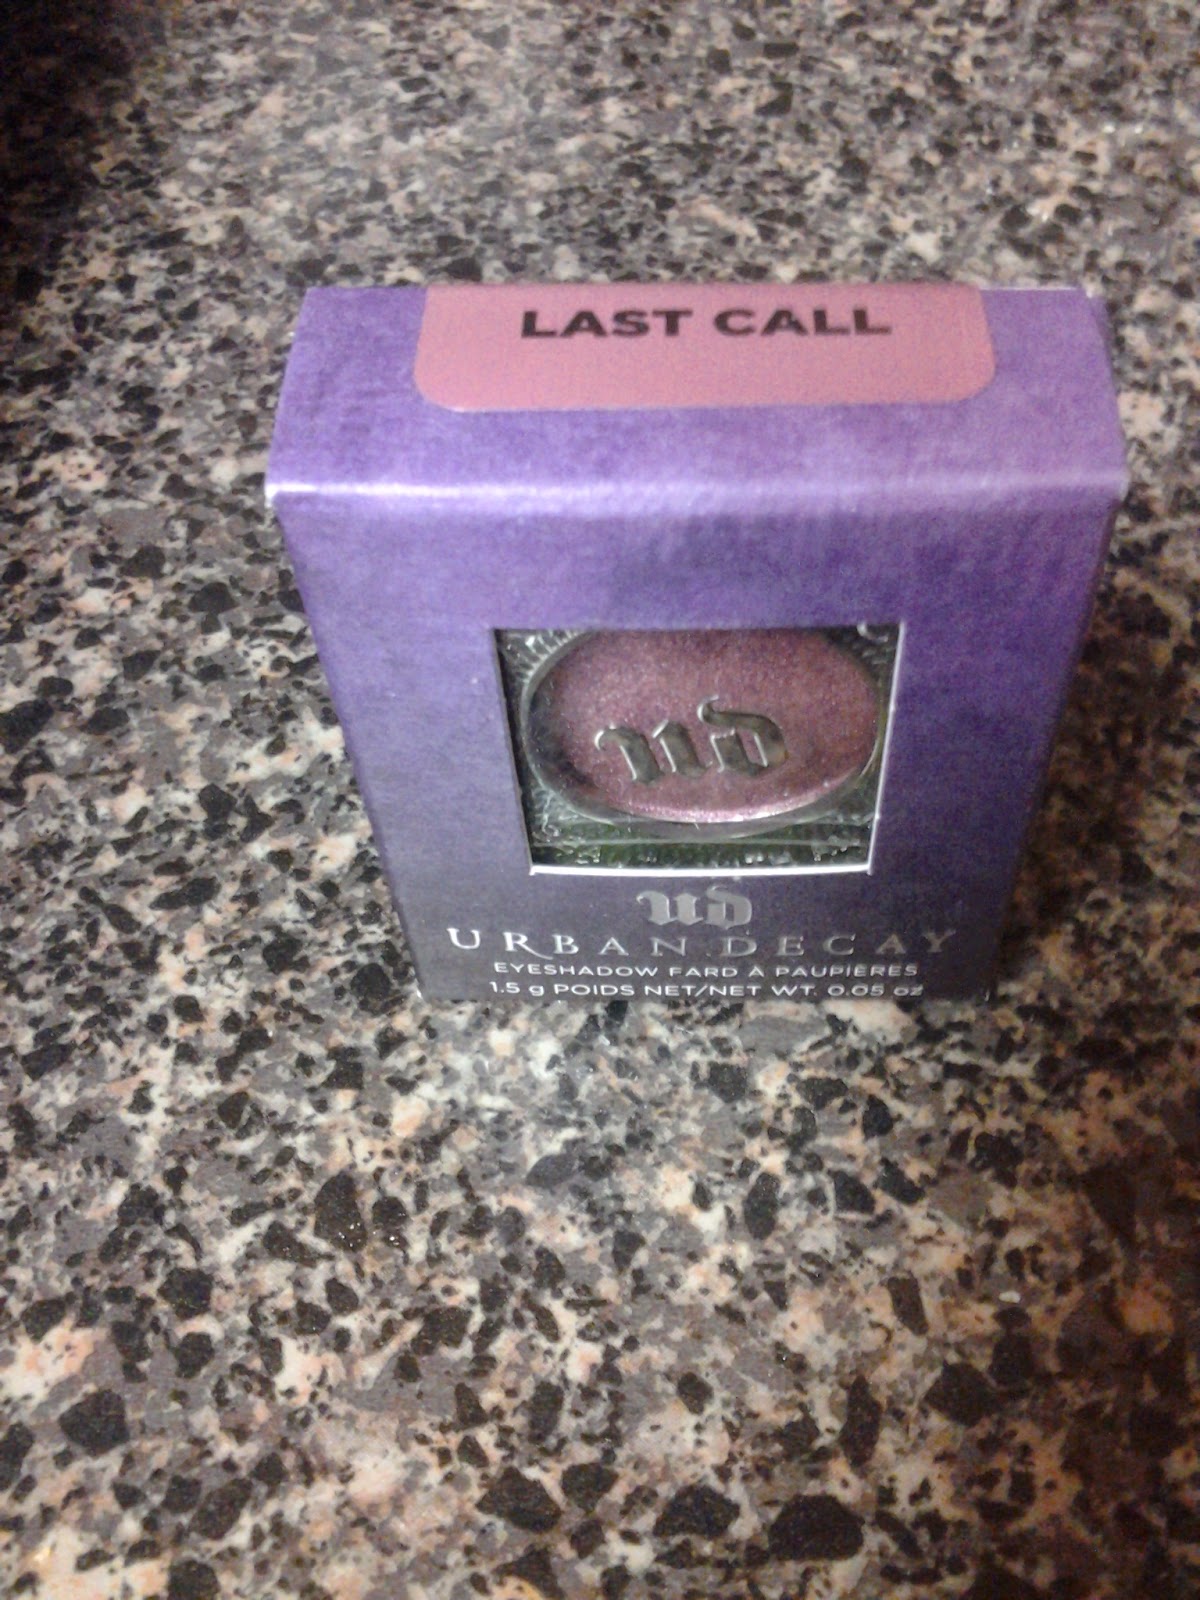 LAST CALL
UD
UD
URBAN DECAY
EYESHADOW FARD À PAUPIÈRES
1.5 g POIDS NET/NET WT. 0.05 oz